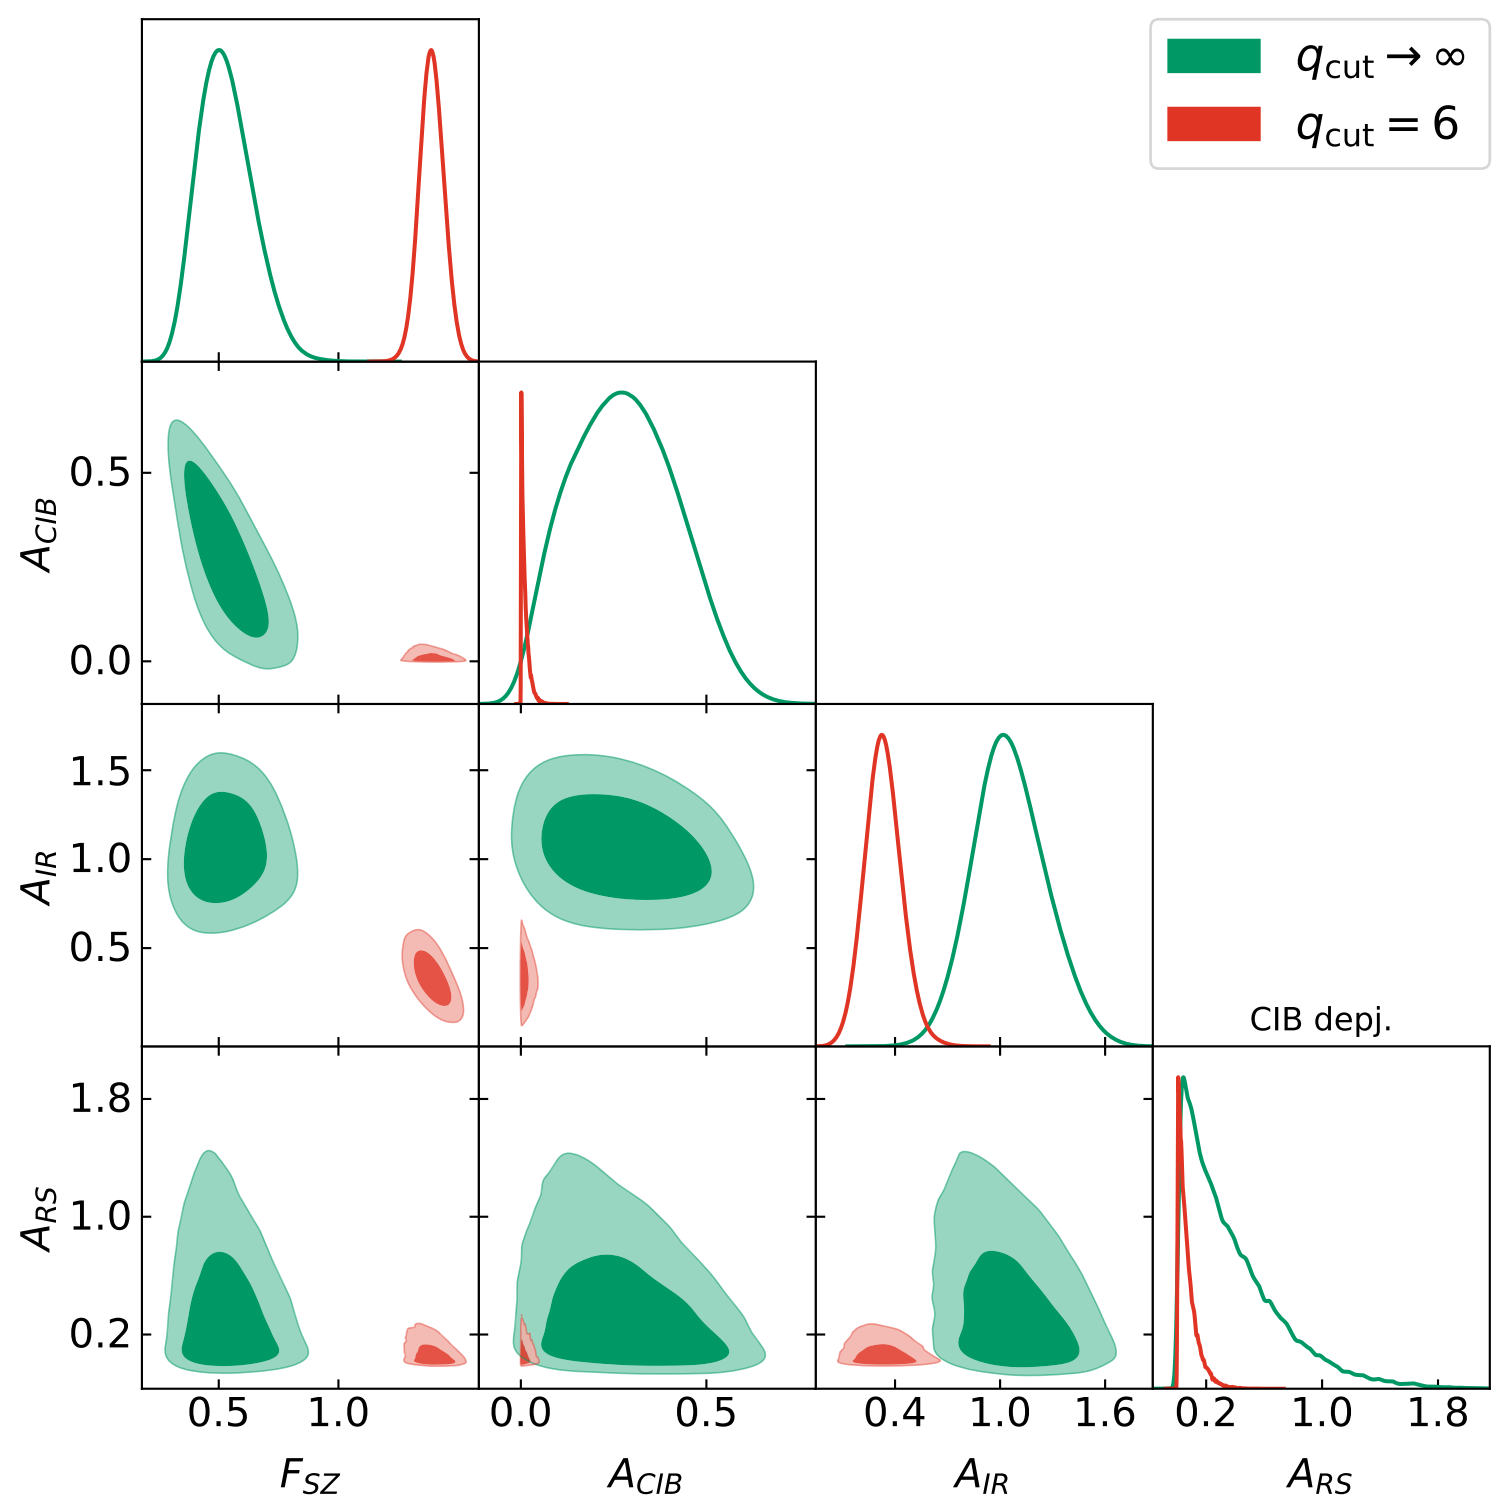 q_cut → ∞
q_cut = 6
0.5
0.0
A_CIB
1.5
1.0
0.5
A_IR
CIB depj.
1.8
1.0
0.2
A_RS
0.5 1.0 0.0 0.5 0.4 1.0 1.6 0.2 1.0 1.8
F_SZ A_CIB A_IR A_RS